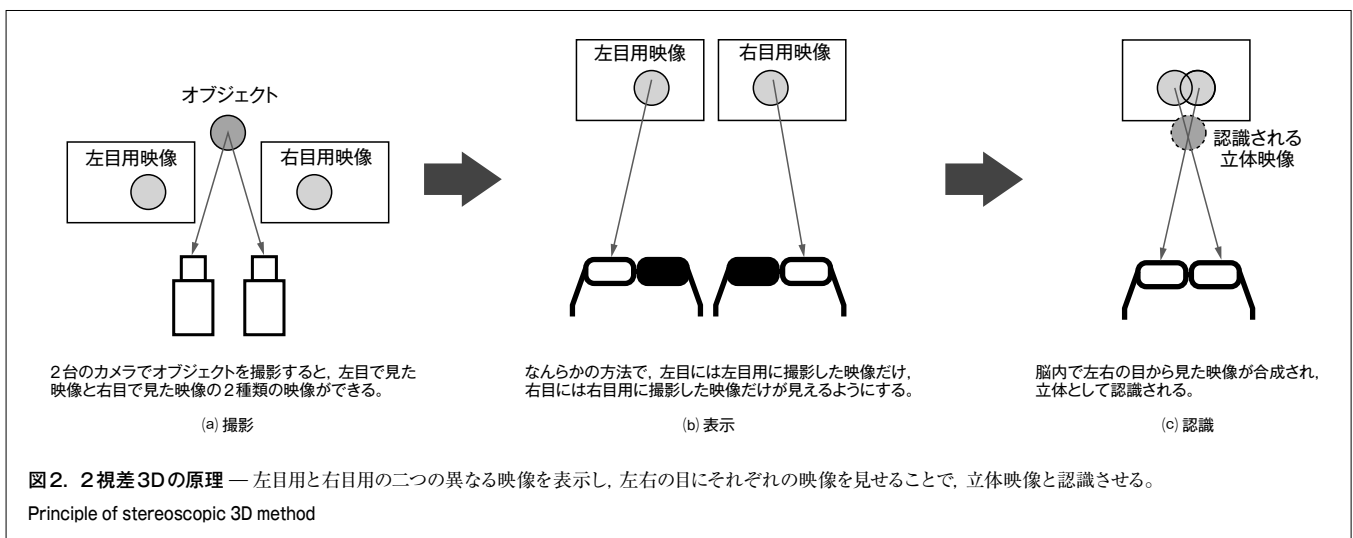 オブジェクト
左目用映像
右目用映像
2台のカメラでオブジェクトを撮影すると，左目で見た
映像と右目で見た映像の2種類の映像ができる。
(a) 撮影
左目用映像
右目用映像
なんらかの方法で，左目には左目用に撮影した映像だけ，
右目には右目用に撮影した映像だけが見えるようにする。
(b) 表示
認識される
立体映像
脳内で左右の目から見た映像が合成され，
立体として認識される。
(c) 認識
図2．2視差3Dの原理 ― 左目用と右目用の二つの異なる映像を表示し，左右の目にそれぞれの映像を見せることで，立体映像と認識させる。
Principle of stereoscopic 3D method